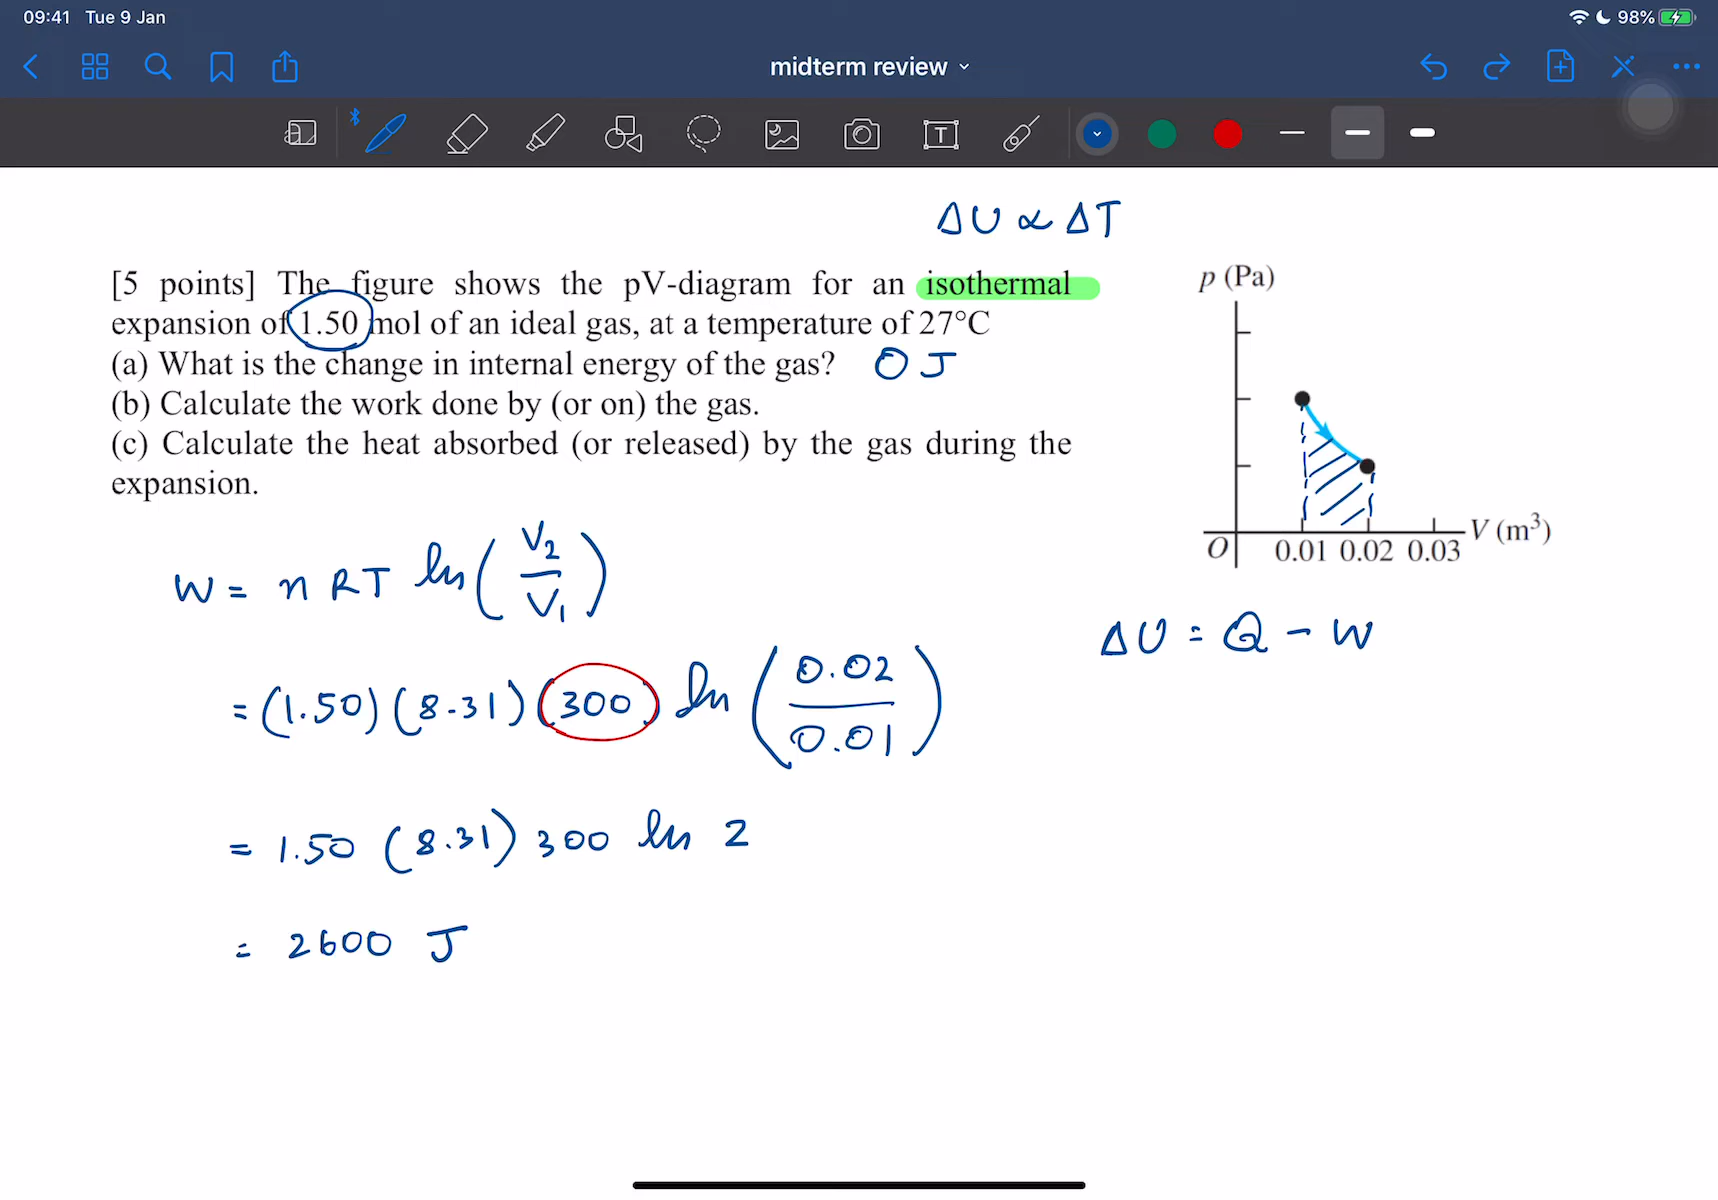 09:41 Tue 9 Jan
98%
midterm review
T
ΔU ∝ ΔT
[5 points] The figure shows the pV-diagram for an isothermal
expansion of 1.50 mol of an ideal gas, at a temperature of 27°C
(a) What is the change in internal energy of the gas? 0 J
(b) Calculate the work done by (or on) the gas.
(c) Calculate the heat absorbed (or released) by the gas during the
expansion.
p (Pa)
V (m³)
O 0.01 0.02 0.03
W = nRT ln(V₂/V₁)
ΔU = Q - W
= (1.50)(8.31)(300) ln(0.02/0.01)
= 1.50 (8.31) 300 ln 2
= 2600 J